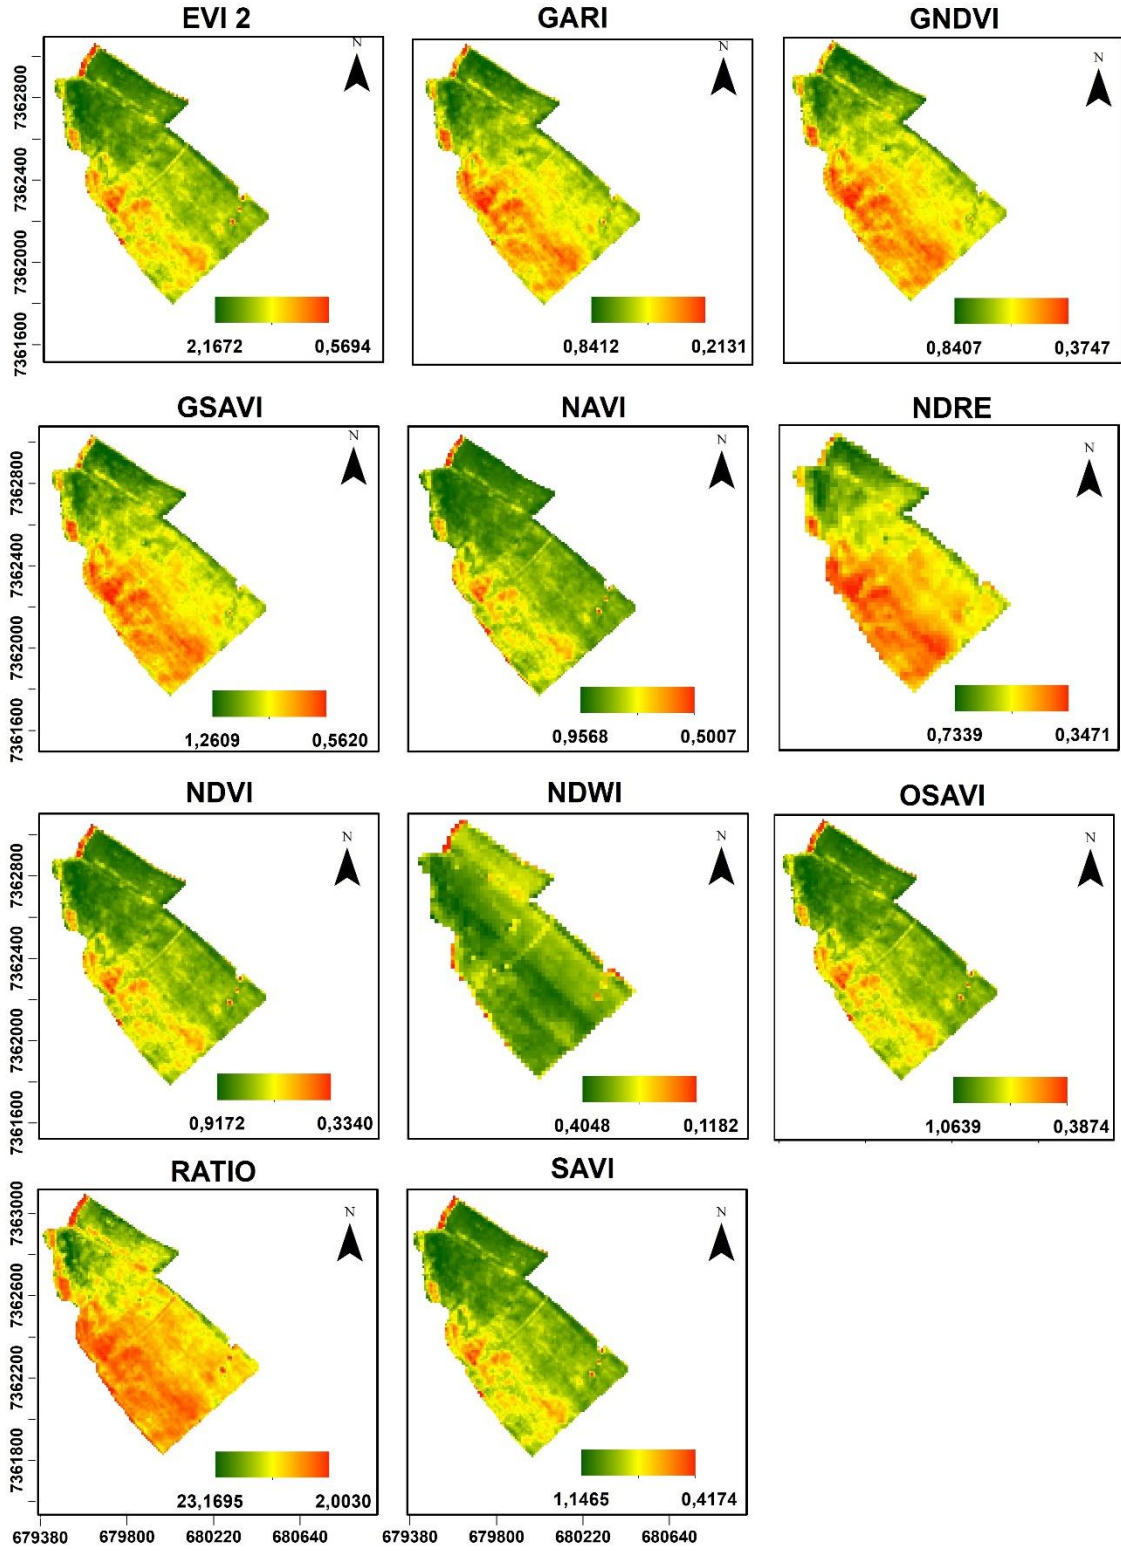 EVI 2
GARI
GNDVI
N
N
N
7362800
7362400
7362000
7361600
2,1672 0,5694
0,8412 0,2131
0,8407 0,3747
GSAVI
NAVI
NDRE
N
N
N
7362800
7362400
7362000
7361600
1,2609 0,5620
0,9568 0,5007
0,7339 0,3471
NDVI
NDWI
OSAVI
N
N
N
7362800
7362400
7362000
7361600
0,9172 0,3340
0,4048 0,1182
1,0639 0,3874
RATIO
SAVI
N
N
7363000
7362600
7362200
7361800
23,1695 2,0030
1,1465 0,4174
679380 679800 680220 680640
679380 679800 680220 680640